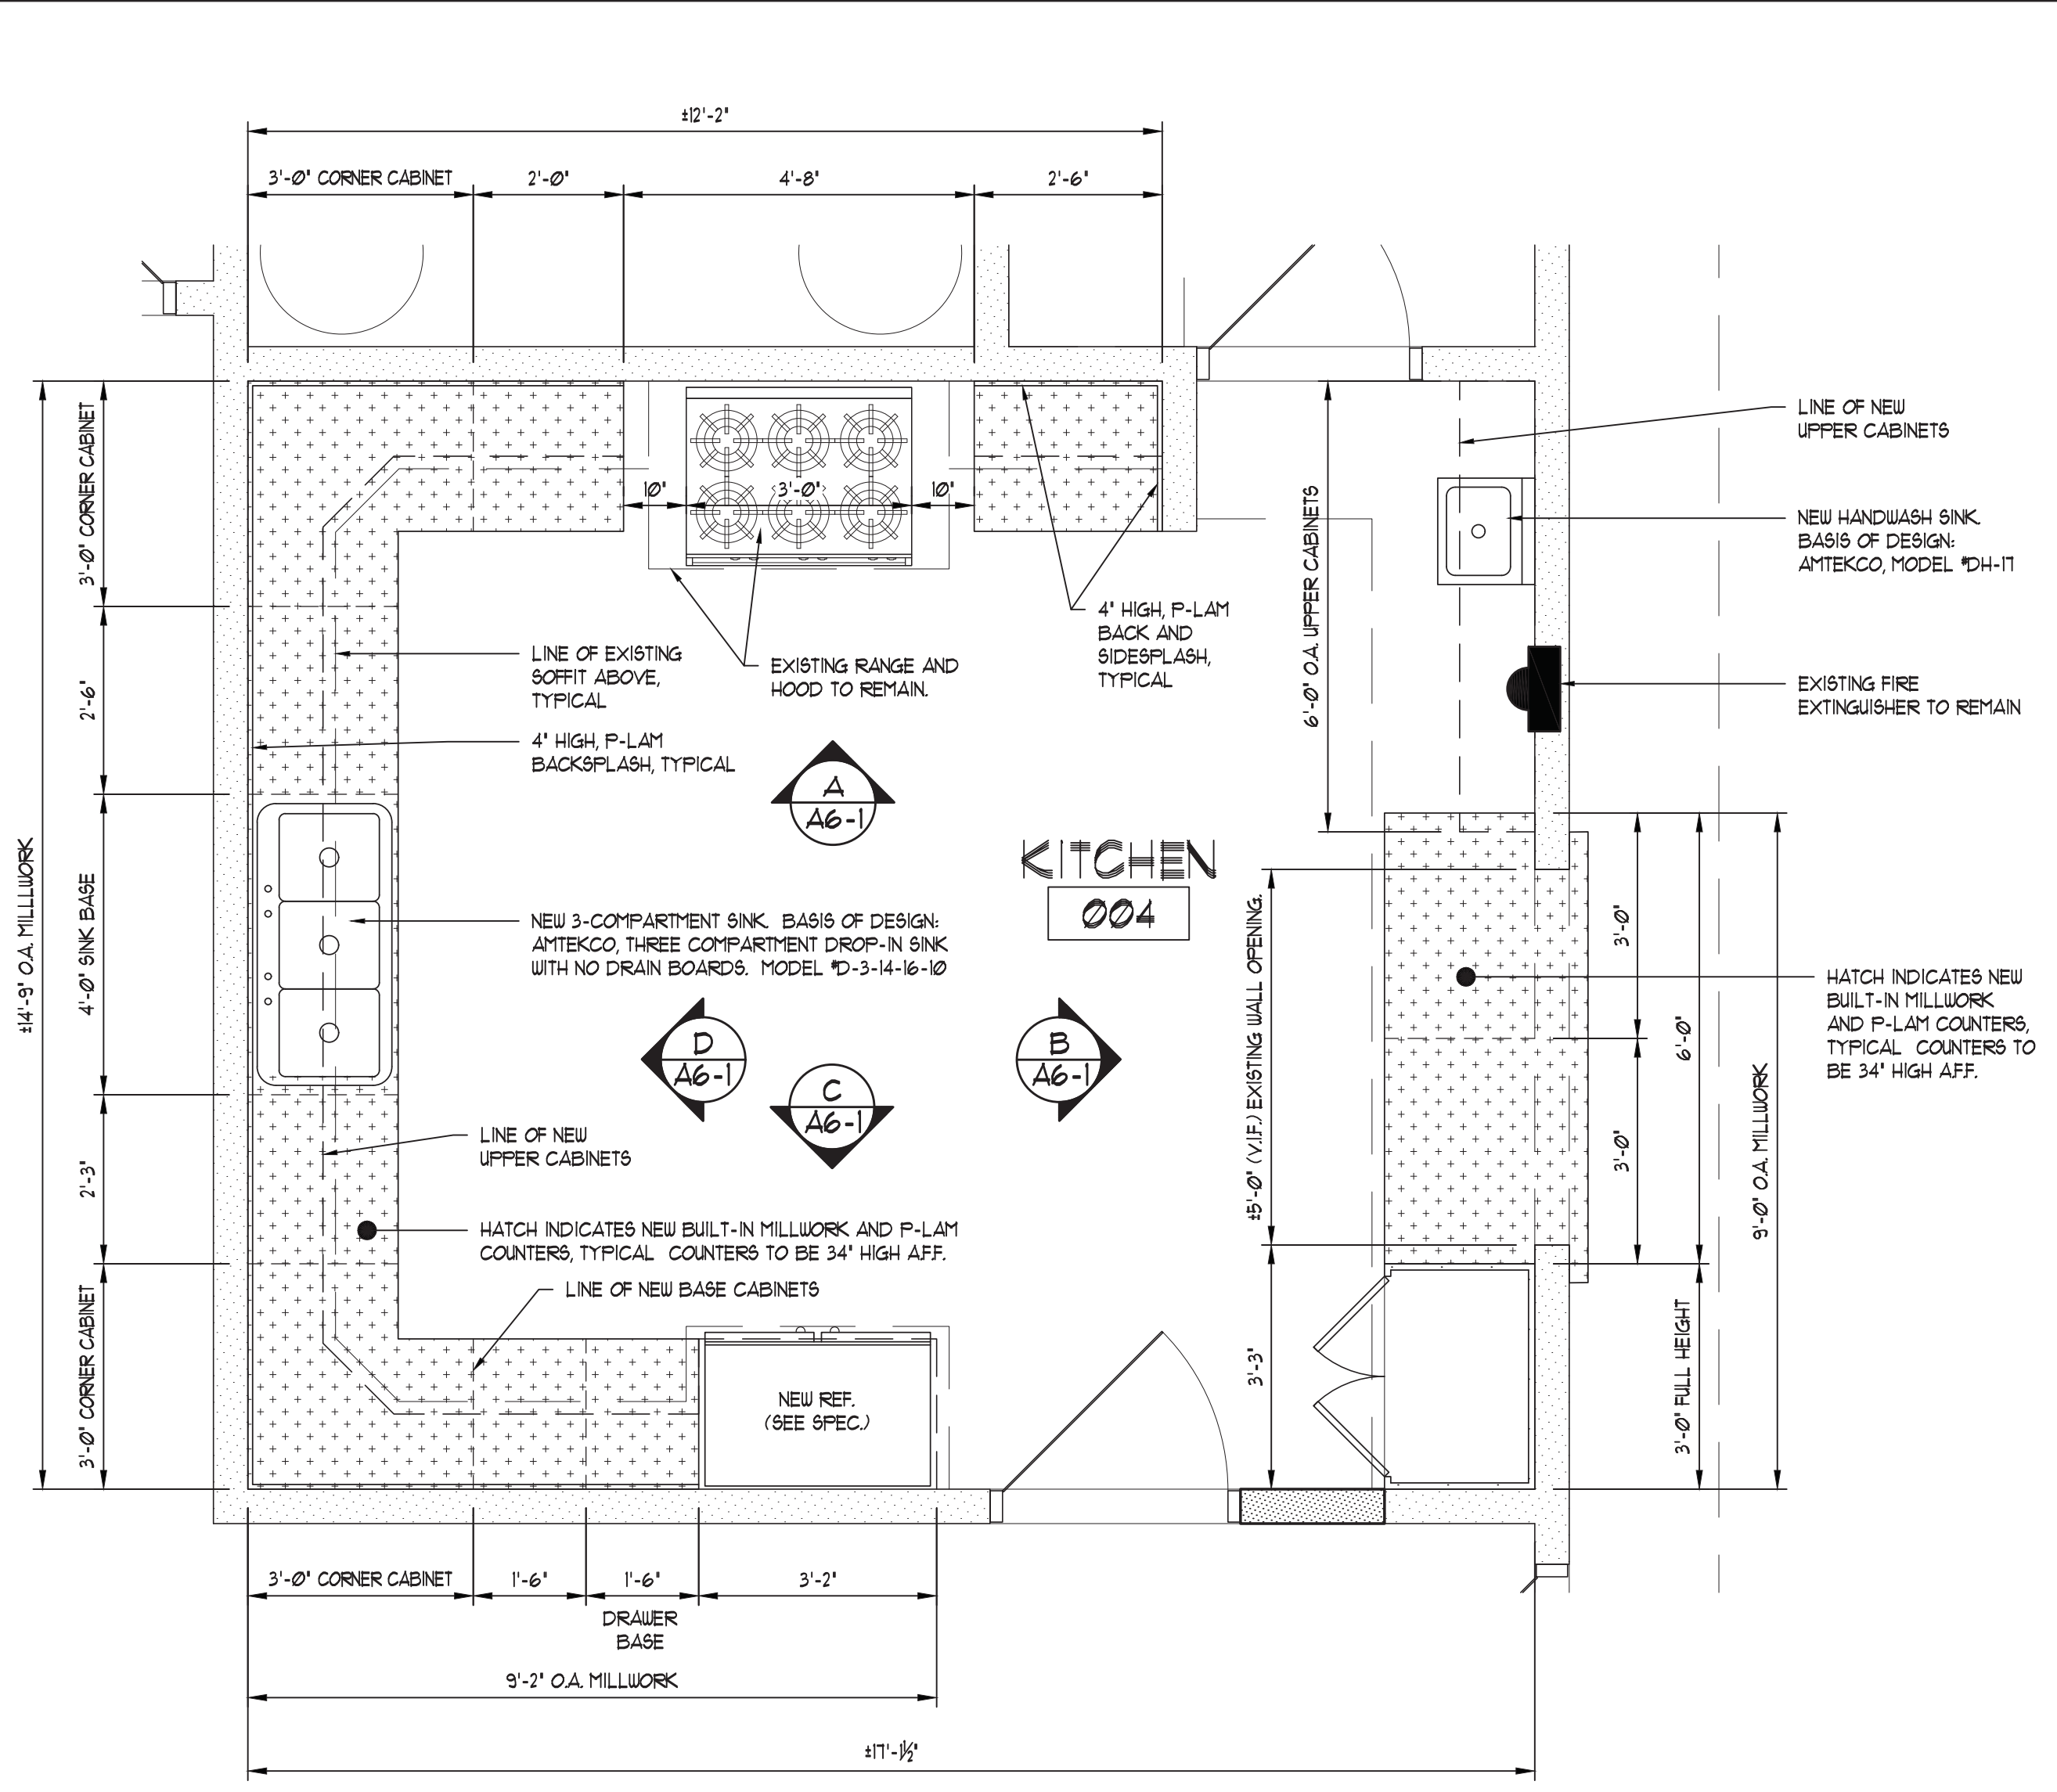 ±12'-2"
3'-0" CORNER CABINET
2'-0"
4'-8"
2'-6"
3'-0" CORNER CABINET
2'-6"
4'-0" SINK BASE
2'-3"
3'-0" CORNER CABINET
±14'-9" O.A. MILLWORK
10"
3'-0"
10"
LINE OF EXISTING
SOFFIT ABOVE,
TYPICAL
EXISTING RANGE AND
HOOD TO REMAIN.
4" HIGH, P-LAM
BACK AND
SIDESPLASH,
TYPICAL
4" HIGH, P-LAM
BACKSPLASH, TYPICAL
A
A6-1
KITCHEN
004
NEW 3-COMPARTMENT SINK. BASIS OF DESIGN:
AMTEKCO, THREE COMPARTMENT DROP-IN SINK
WITH NO DRAIN BOARDS. MODEL #D-3-14-16-10
D
A6-1
B
A6-1
C
A6-1
LINE OF NEW
UPPER CABINETS
HATCH INDICATES NEW BUILT-IN MILLWORK AND P-LAM
COUNTERS, TYPICAL COUNTERS TO BE 34" HIGH A.F.F.
LINE OF NEW BASE CABINETS
NEW REF.
(SEE SPEC.)
6'-0" O.A. UPPER CABINETS
±5'-0" (V.I.F.) EXISTING WALL OPENING.
3'-3"
LINE OF NEW
UPPER CABINETS
NEW HANDWASH SINK.
BASIS OF DESIGN:
AMTEKCO, MODEL #DH-17
EXISTING FIRE
EXTINGUISHER TO REMAIN
HATCH INDICATES NEW
BUILT-IN MILLWORK
AND P-LAM COUNTERS,
TYPICAL COUNTERS TO
BE 34" HIGH A.F.F.
3'-0"
3'-0"
6'-0"
3'-0" FULL HEIGHT
9'-0" O.A. MILLWORK
3'-0" CORNER CABINET
1'-6"
1'-6"
3'-2"
DRAWER
BASE
9'-2" O.A. MILLWORK
±17'-1½"